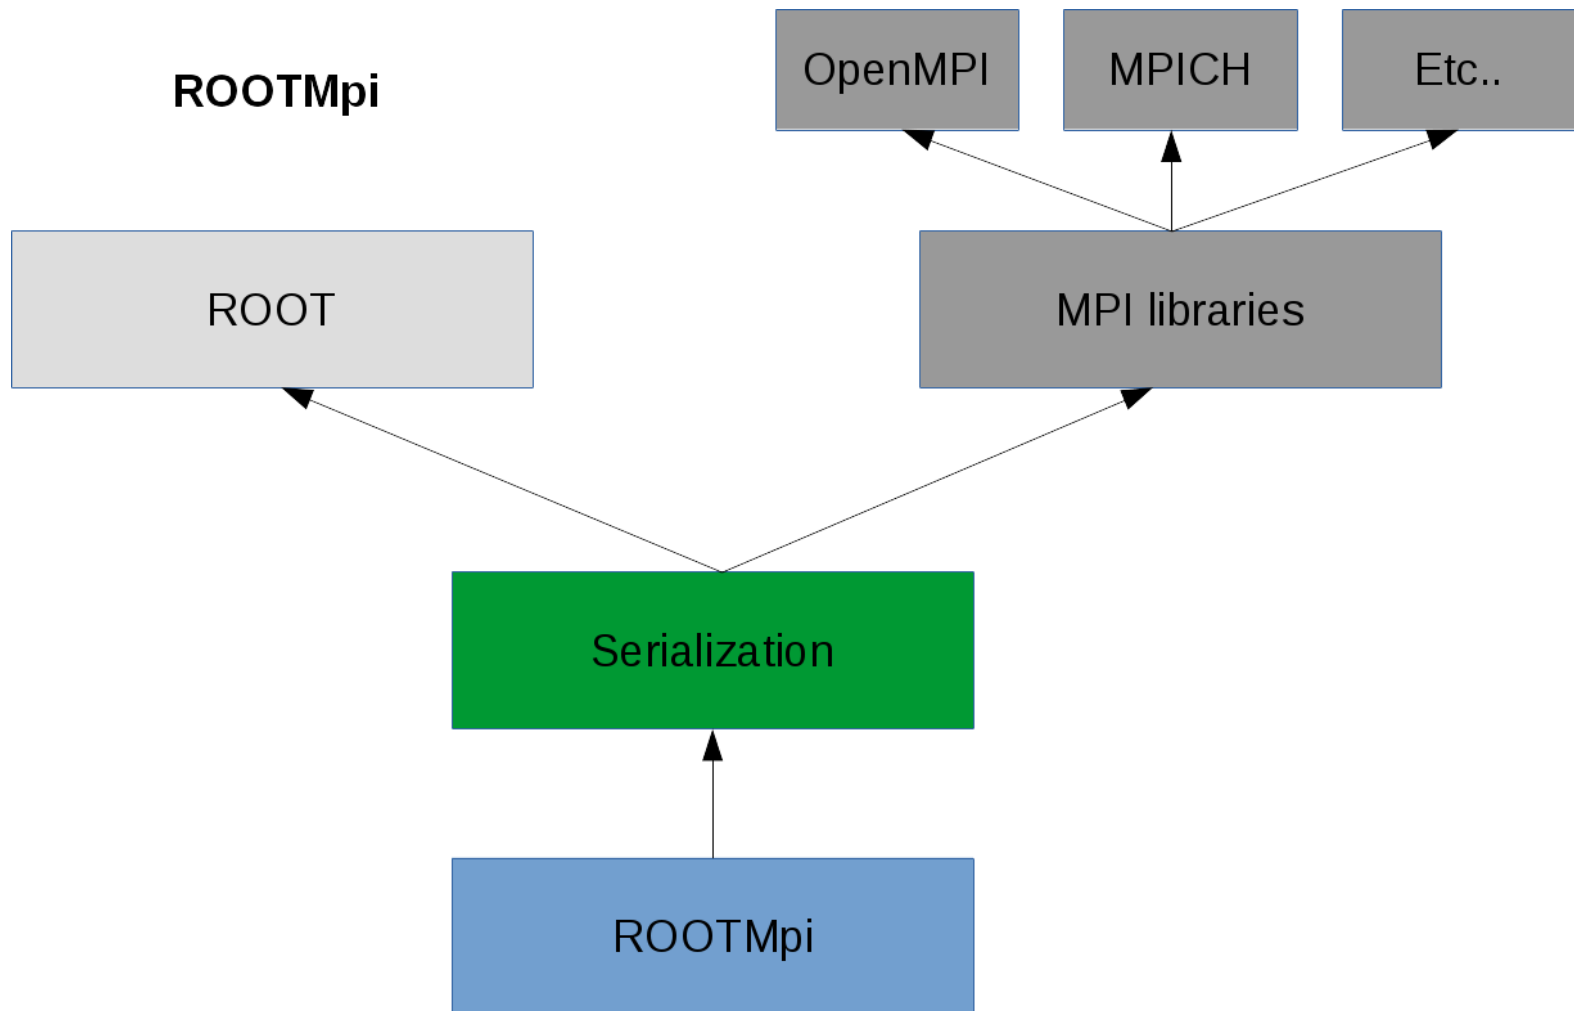 ROOTMpi
OpenMPI
MPICH
Etc..
ROOT
MPI libraries
Serialization
ROOTMpi